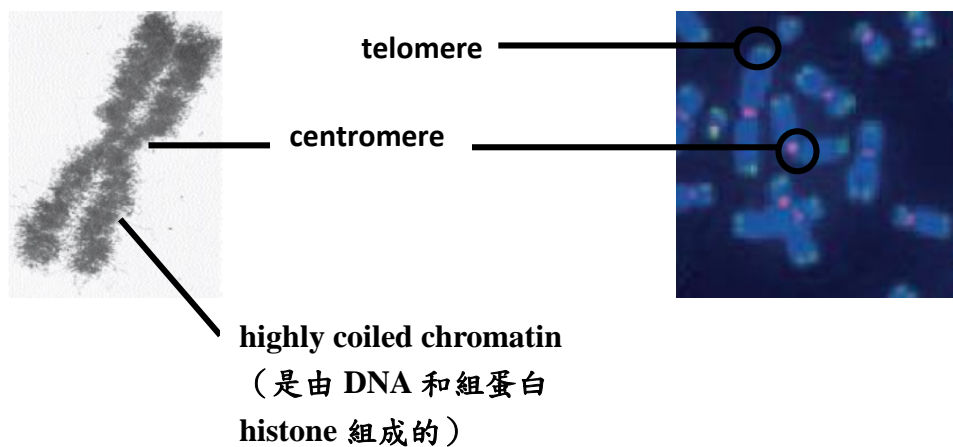 telomere
centromere
highly coiled chromatin
（是由 DNA 和組蛋白
histone 組成的）